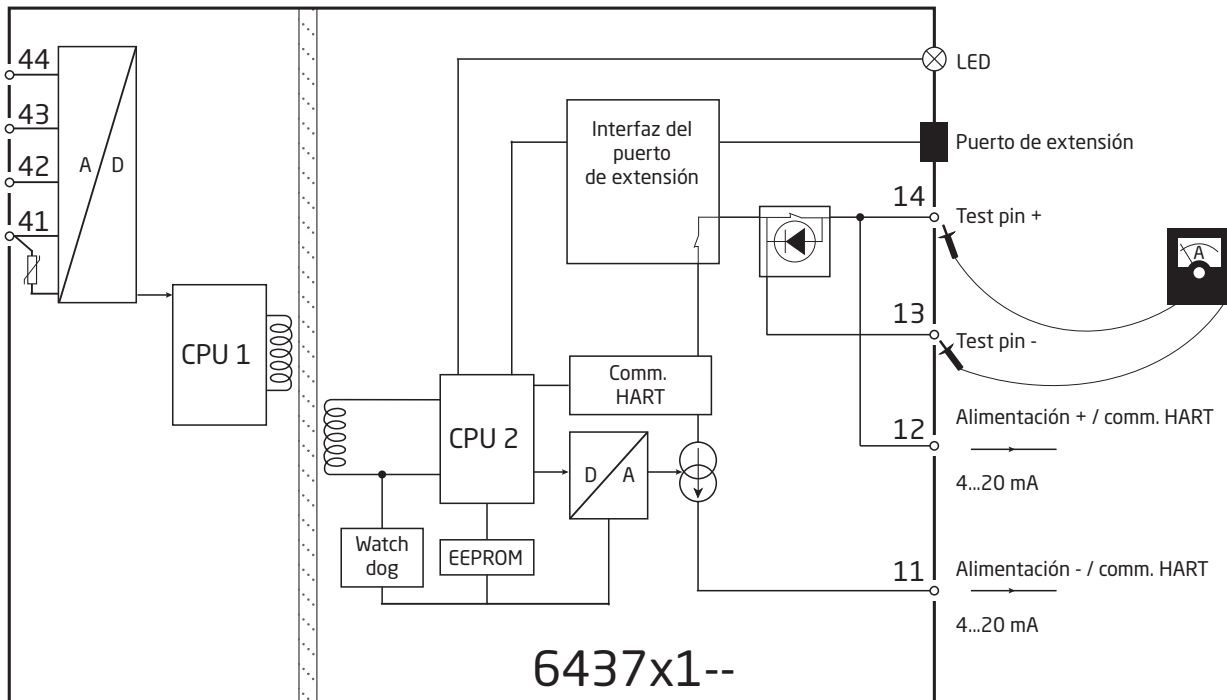 44
43
42
41
A / D
CPU 1
LED
Interfaz del
puerto
de extensión
Puerto de extensión
14
Test pin +
A
13
Test pin -
Comm.
HART
CPU 2
D / A
Watch
dog
EEPROM
12
Alimentación + / comm. HART
4...20 mA
11
Alimentación - / comm. HART
4...20 mA
6437x1--